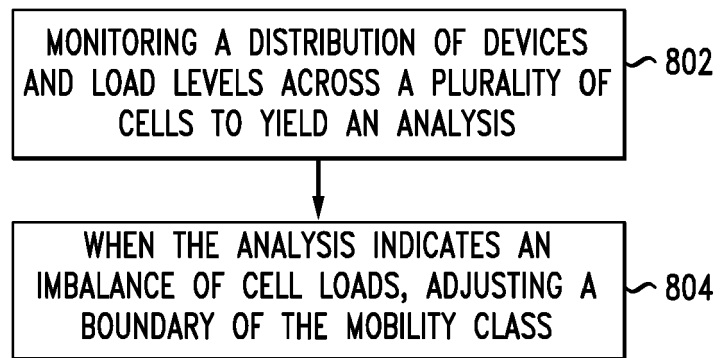 MONITORING A DISTRIBUTION OF DEVICES
AND LOAD LEVELS ACROSS A PLURALITY OF
CELLS TO YIELD AN ANALYSIS
802
WHEN THE ANALYSIS INDICATES AN
IMBALANCE OF CELL LOADS, ADJUSTING A
BOUNDARY OF THE MOBILITY CLASS
804